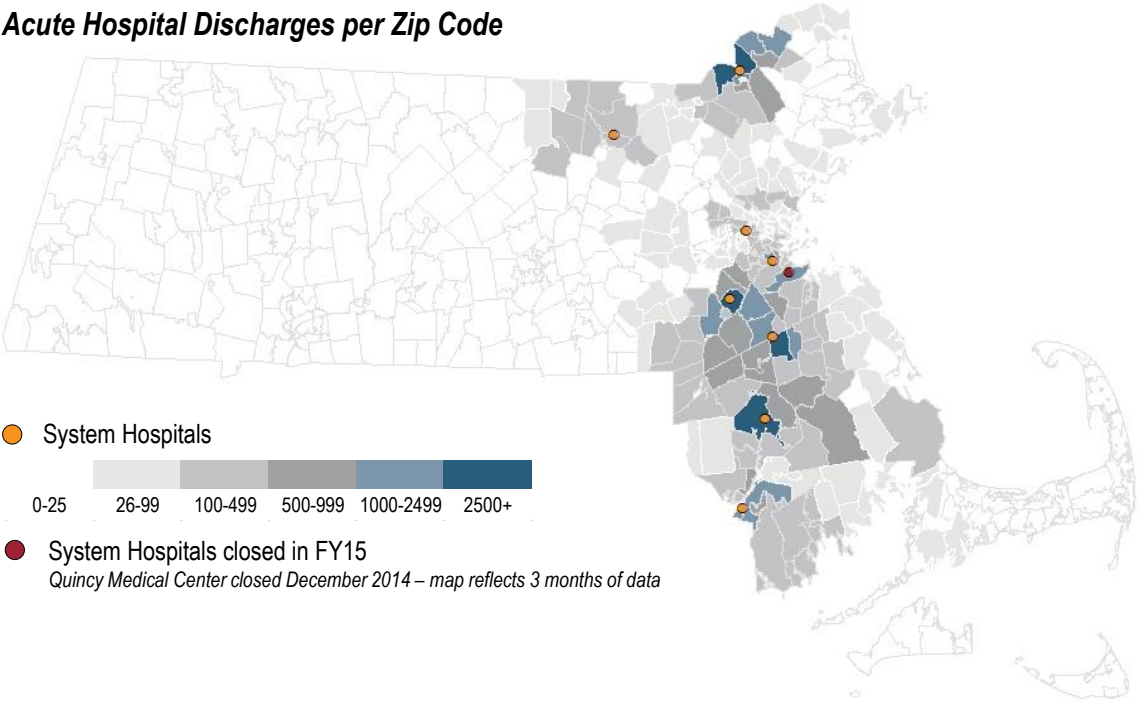 Acute Hospital Discharges per Zip Code
System Hospitals
0-25 26-99 100-499 500-999 1000-2499 2500+
System Hospitals closed in FY15
Quincy Medical Center closed December 2014 – map reflects 3 months of data